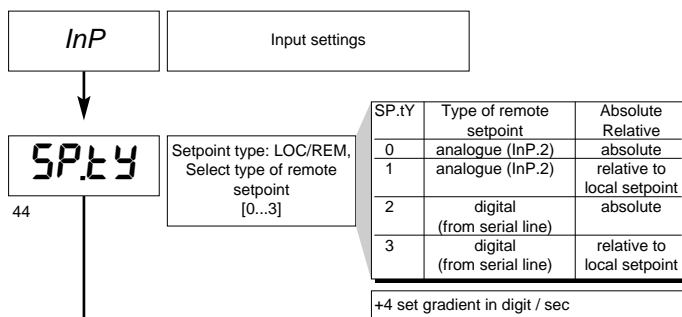 InP
Input settings
SP.tY
44
Setpoint type: LOC/REM,
Select type of remote
setpoint
[0...3]
SP.tY Type of remote setpoint Absolute Relative
0 analogue (InP.2) absolute
1 analogue (InP.2) relative to local setpoint
2 digital (from serial line) absolute
3 digital (from serial line) relative to local setpoint
+4 set gradient in digit / sec